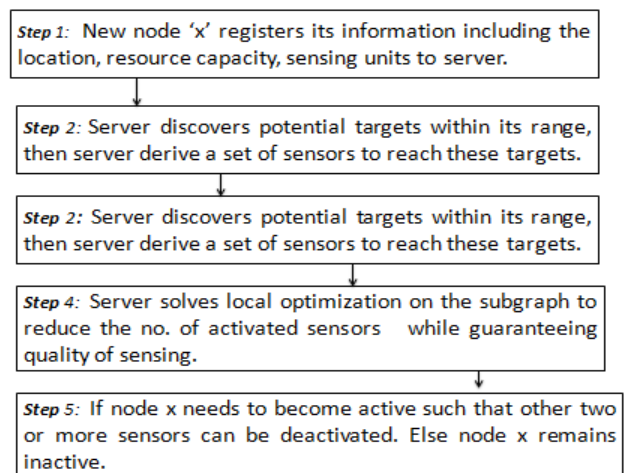 Step 1: New node ‘x’ registers its information including the
location, resource capacity, sensing units to server.
Step 2: Server discovers potential targets within its range,
then server derive a set of sensors to reach these targets.
Step 2: Server discovers potential targets within its range,
then server derive a set of sensors to reach these targets.
Step 4: Server solves local optimization on the subgraph to
reduce the no. of activated sensors while guaranteeing
quality of sensing.
Step 5: If node x needs to become active such that other two
or more sensors can be deactivated. Else node x remains
inactive.